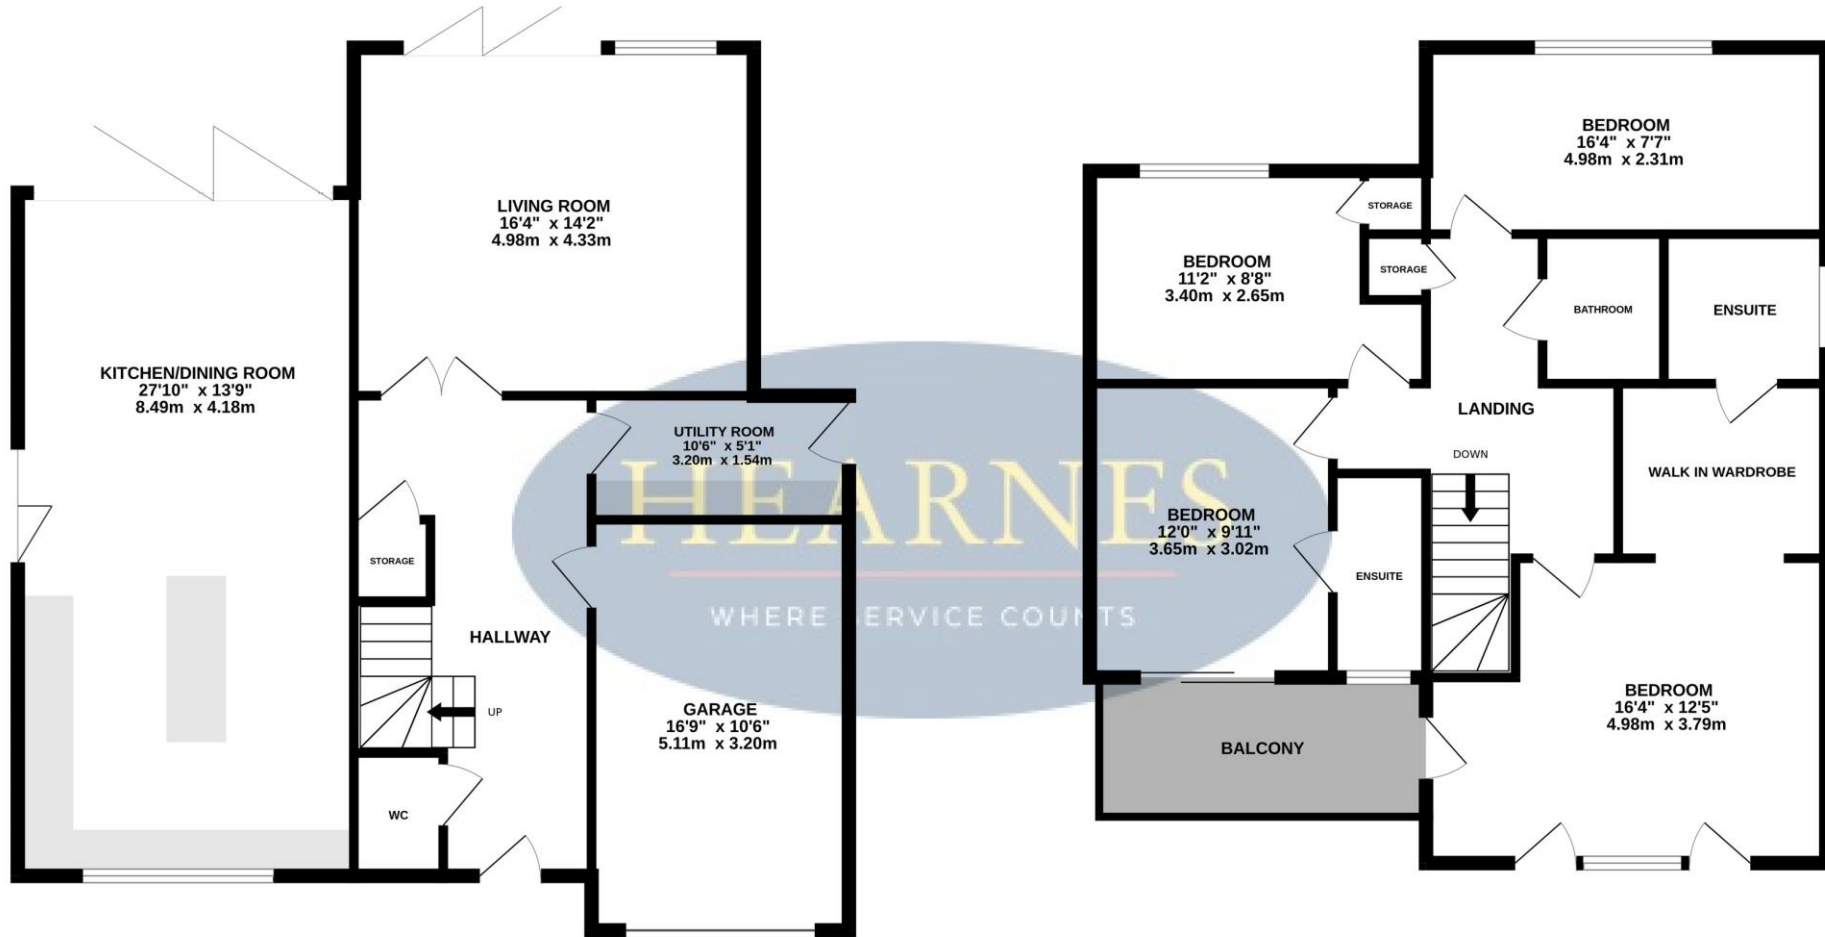 LIVING ROOM
16'4" x 14'2"
4.98m x 4.33m
KITCHEN/DINING ROOM
27'10" x 13'9"
8.49m x 4.18m
UTILITY ROOM
10'6" x 5'1"
3.20m x 1.54m
STORAGE
HALLWAY
UP
WC
GARAGE
16'9" x 10'6"
5.11m x 3.20m
BEDROOM
16'4" x 7'7"
4.98m x 2.31m
STORAGE
BEDROOM
11'2" x 8'8"
3.40m x 2.65m
STORAGE
BATHROOM
ENSUITE
LANDING
DOWN
WALK IN WARDROBE
BEDROOM
12'0" x 9'11"
3.65m x 3.02m
ENSUITE
BEDROOM
16'4" x 12'5"
4.98m x 3.79m
BALCONY
HEARNES
WHERE SERVICE COUNTS